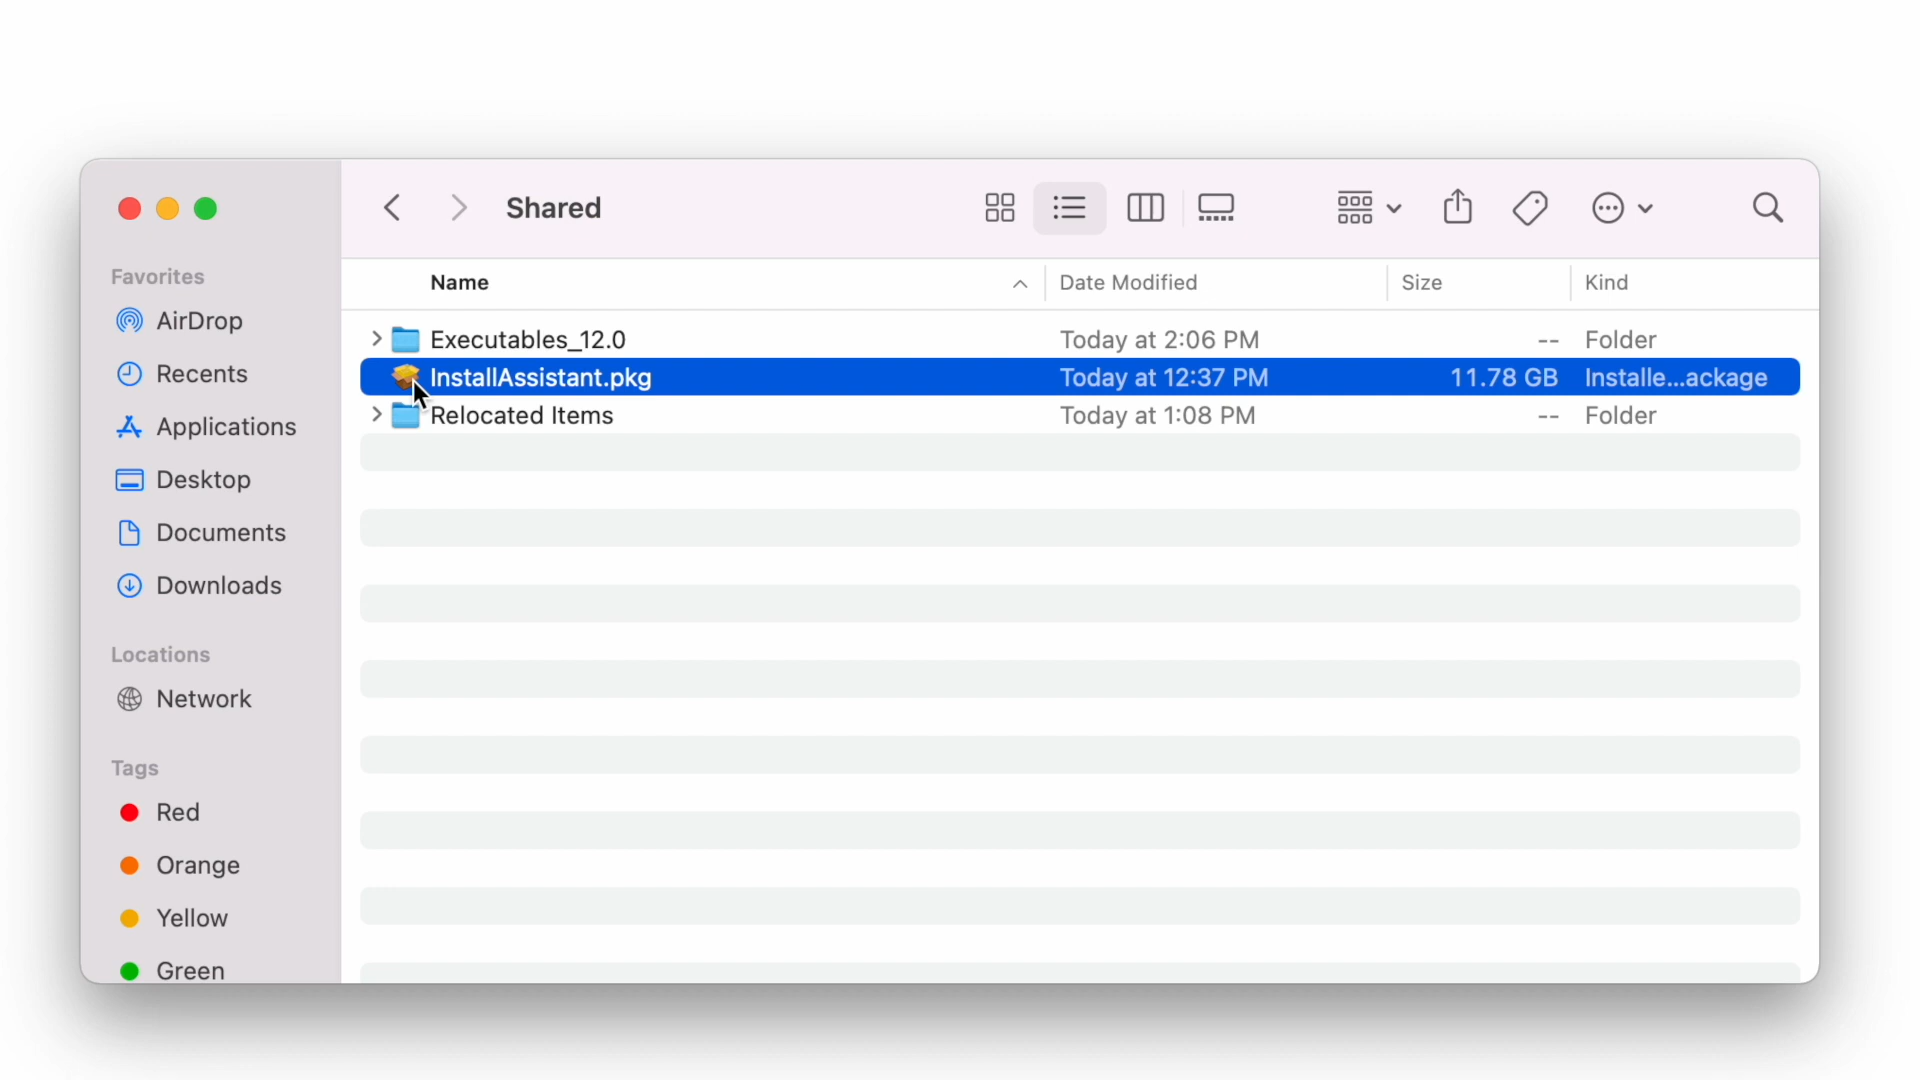 Shared
Favorites
AirDrop
Recents
Applications
Desktop
Documents
Downloads
Locations
Network
Tags
Red
Orange
Yellow
Green
Name Date Modified Size Kind
Executables_12.0 Today at 2:06 PM -- Folder
InstallAssistant.pkg Today at 12:37 PM 11.78 GB Installe...ackage
Relocated Items Today at 1:08 PM -- Folder